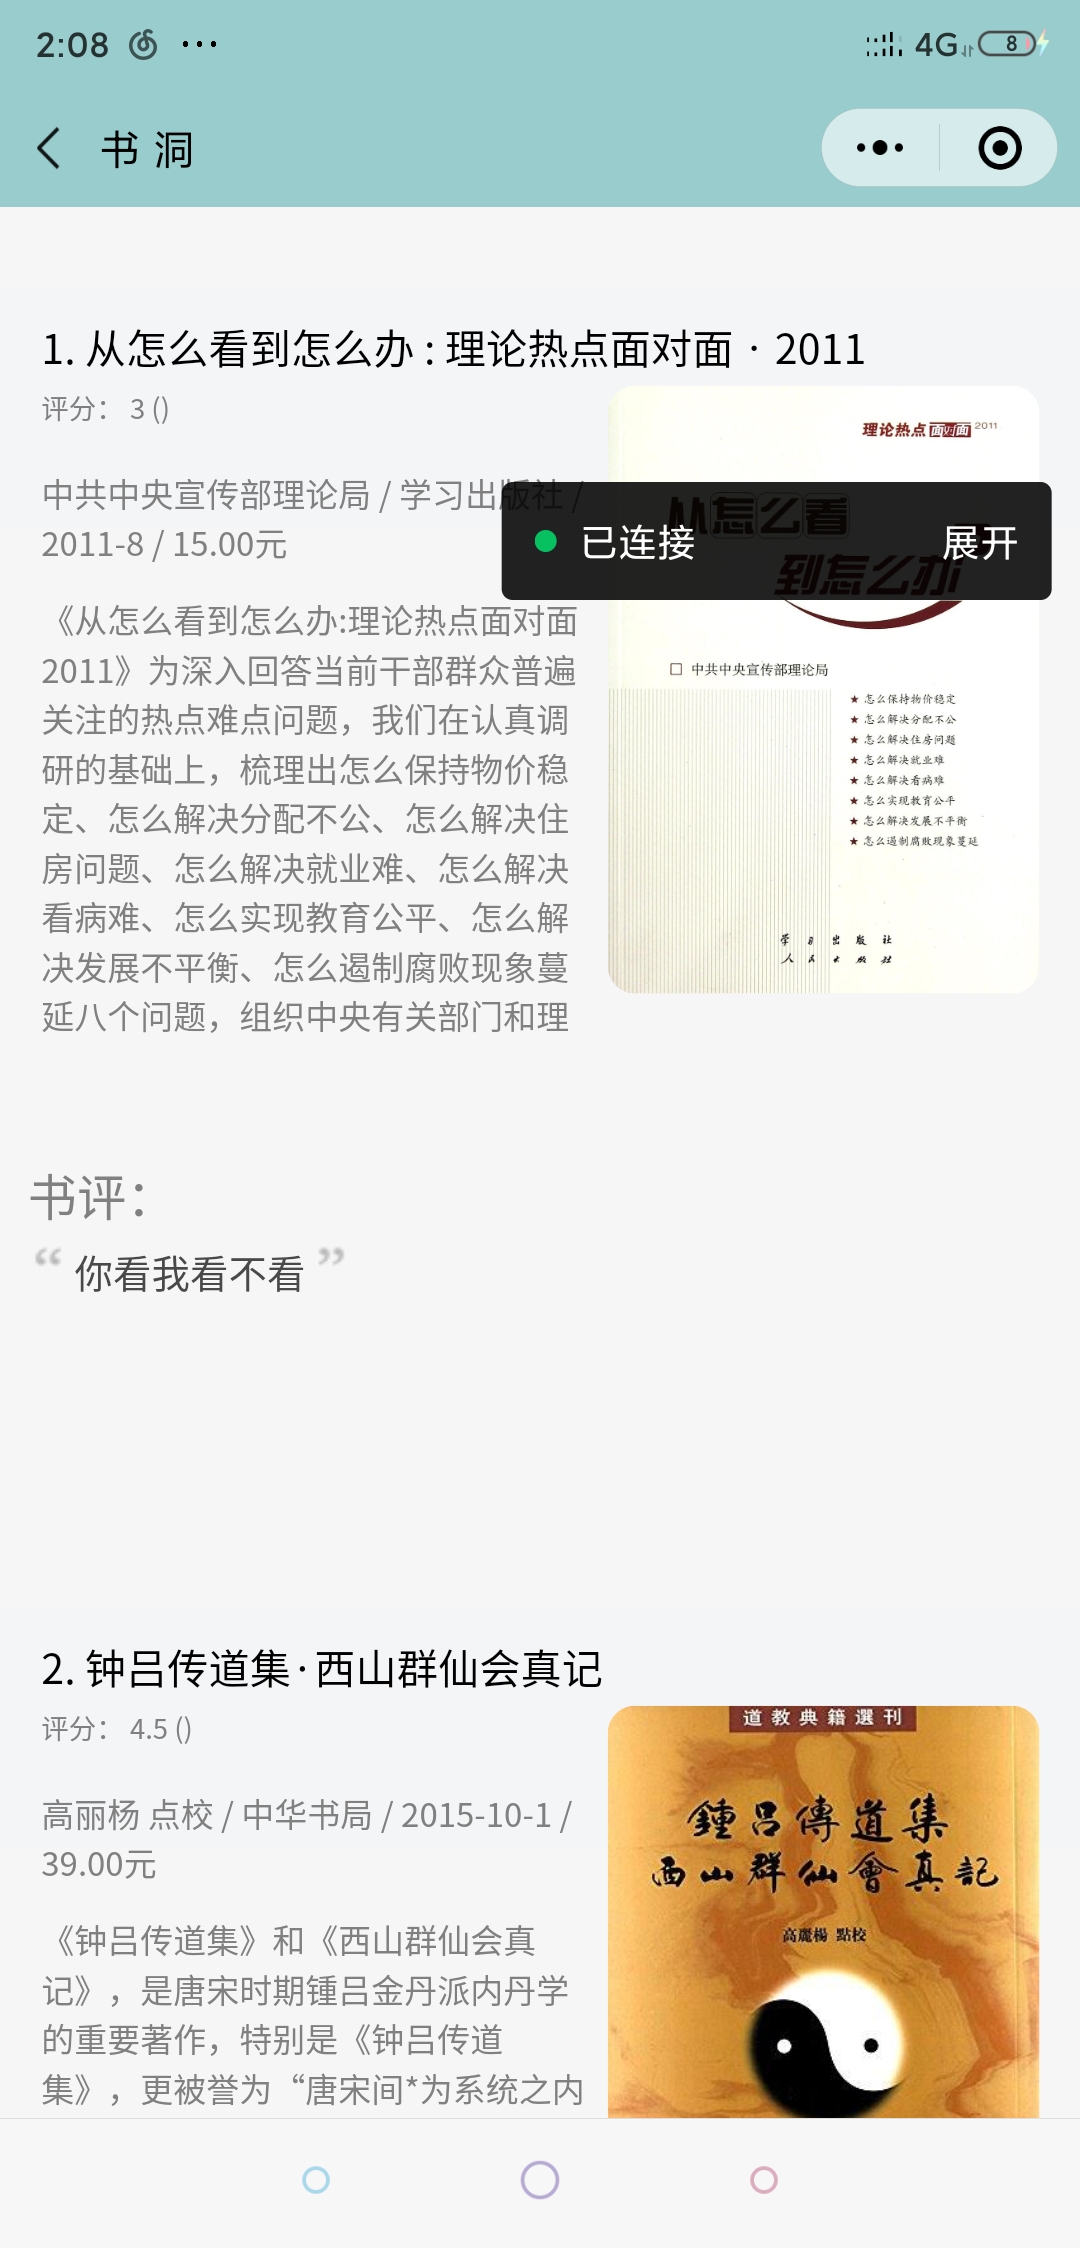 2:08
4G
8
书 洞
1. 从怎么看到怎么办 : 理论热点面对面 · 2011
评分： 3 ()
中共中央宣传部理论局 / 学习出版社 /
2011-8 / 15.00元
《从怎么看到怎么办:理论热点面对面
2011》为深入回答当前干部群众普遍
关注的热点难点问题，我们在认真调
研的基础上，梳理出怎么保持物价稳
定、怎么解决分配不公、怎么解决住
房问题、怎么解决就业难、怎么解决
看病难、怎么实现教育公平、怎么解
决发展不平衡、怎么遏制腐败现象蔓
延八个问题，组织中央有关部门和理
理论热点面对面 2011
从怎么看
到怎么办
已连接
展开
中共中央宣传部理论局
★ 怎么保持物价稳定
★ 怎么解决分配不公
★ 怎么解决住房问题
★ 怎么解决就业难
★ 怎么解决看病难
★ 怎么实现教育公平
★ 怎么解决发展不平衡
★ 怎么遏制腐败现象蔓延
学习出版社
人民出版社
书评：
“ 你看我看不看 ”
2. 钟吕传道集·西山群仙会真记
评分： 4.5 ()
高丽杨 点校 / 中华书局 / 2015-10-1 /
39.00元
《钟吕传道集》和《西山群仙会真
记》，是唐宋时期锺吕金丹派内丹学
的重要著作，特别是《钟吕传道
集》，更被誉为“唐宋间*为系统之内
道教典籍選刊
鍾呂傳道集
西山群仙會真記
高麗楊 點校